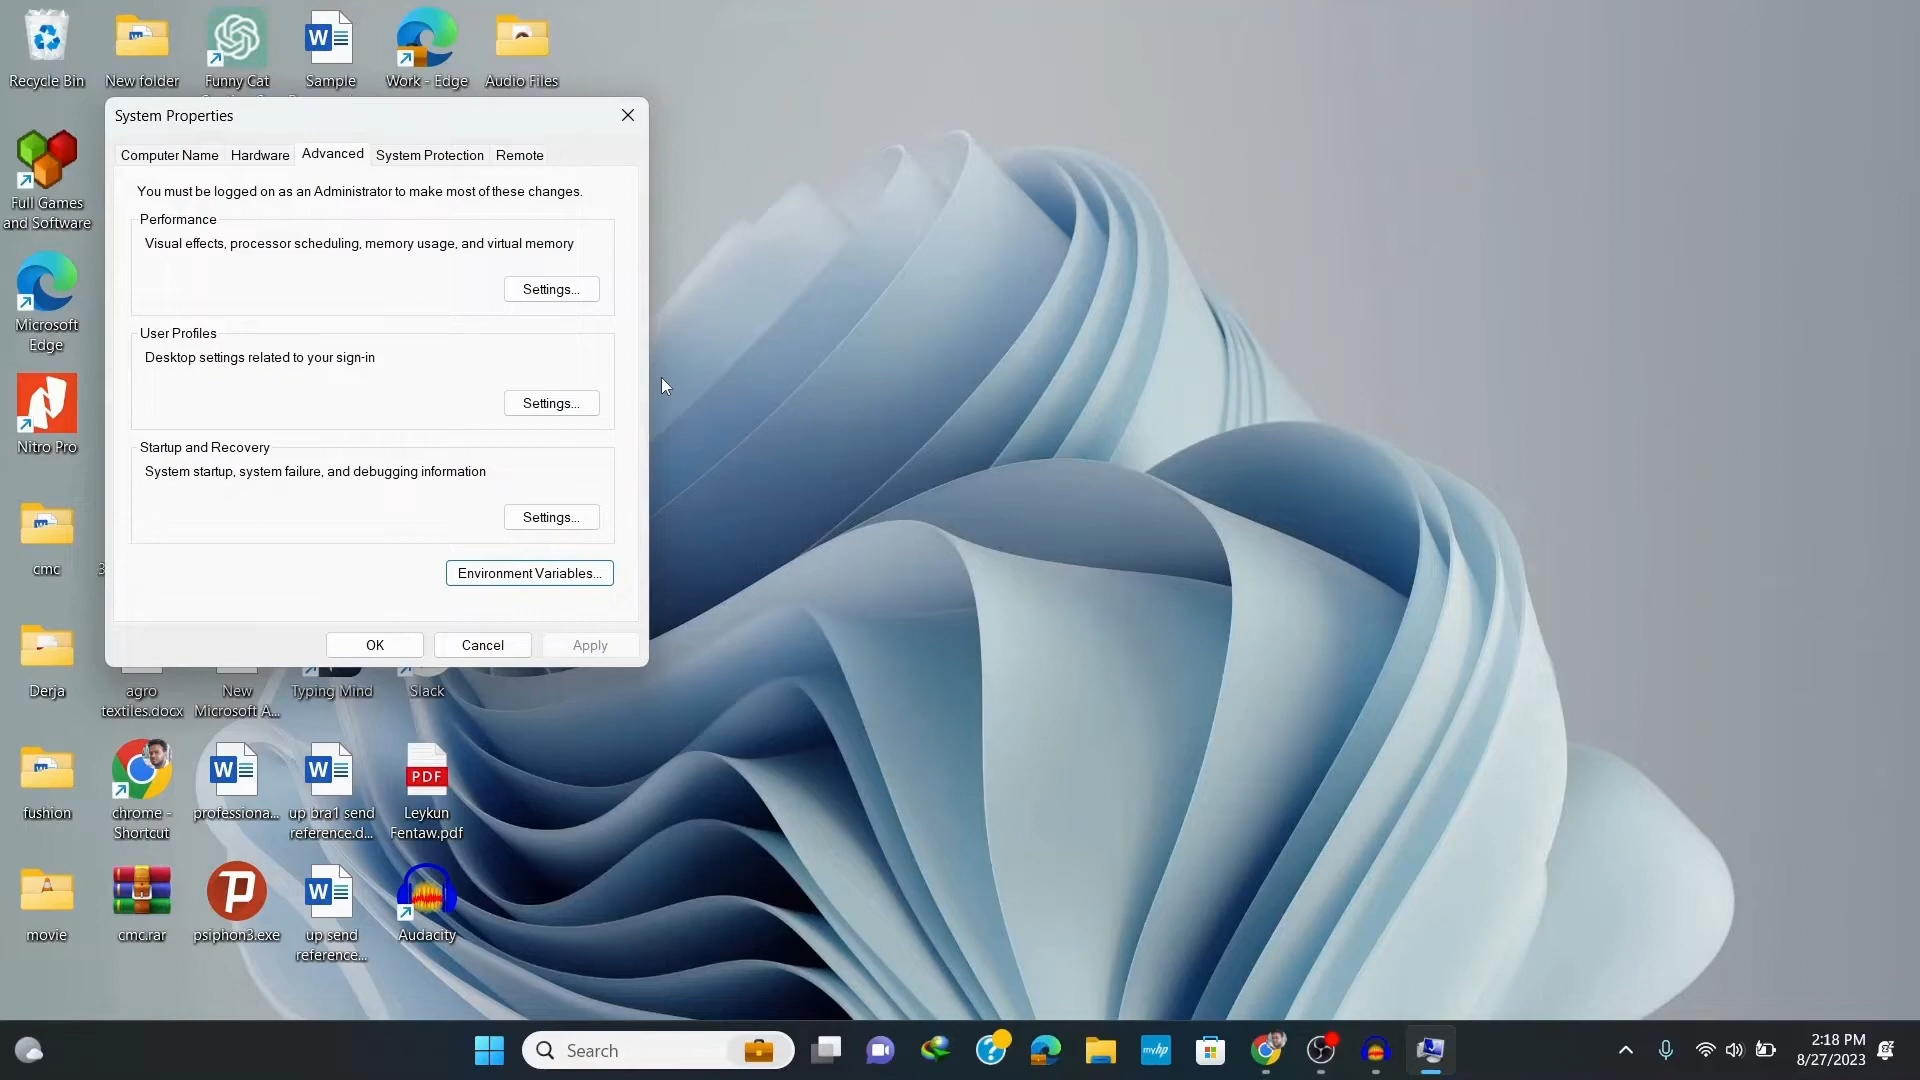 Recycle Bin
New folder
Funny Cat
Sample
Work - Edge
Audio Files
System Properties
Computer Name
Hardware
Advanced
System Protection
Remote
You must be logged on as an Administrator to make most of these changes.
Performance
Visual effects, processor scheduling, memory usage, and virtual memory
Settings...
User Profiles
Desktop settings related to your sign-in
Settings...
Startup and Recovery
System startup, system failure, and debugging information
Settings...
Environment Variables...
OK
Cancel
Apply
Full Games
and Software
Microsoft
Edge
Nitro Pro
cmc
Derja
agro
textiles.docx
New
Microsoft A...
Typing Mind
Slack
fushion
chrome -
Shortcut
professiona...
up bra1 send
reference.d...
PDF
Leykun
Fentaw.pdf
movie
cmc.rar
psiphon3.exe
up send
reference...
Audacity
Search
myhp
2:18 PM
8/27/2023